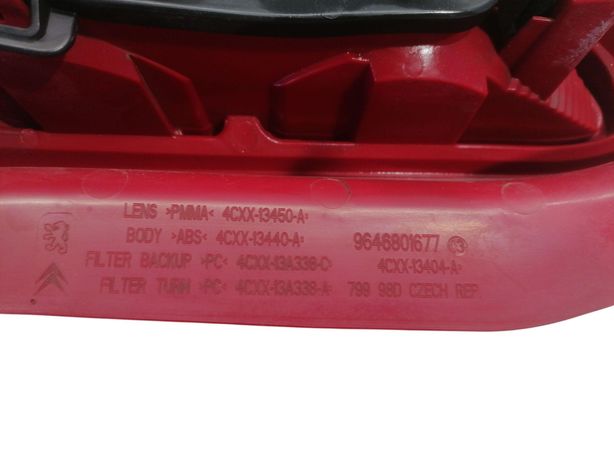 LENS >PMMA< 4CXX-13450-A=
BODY >ABS< 4CXX-13440-A= 9646801677 03
FILTER BACKUP >PC< 4CXX-13A338-C= 4CXX-13404-A=
FILTER TURN >PC< 4CXX-13A338-A= 799 98D CZECH REP.